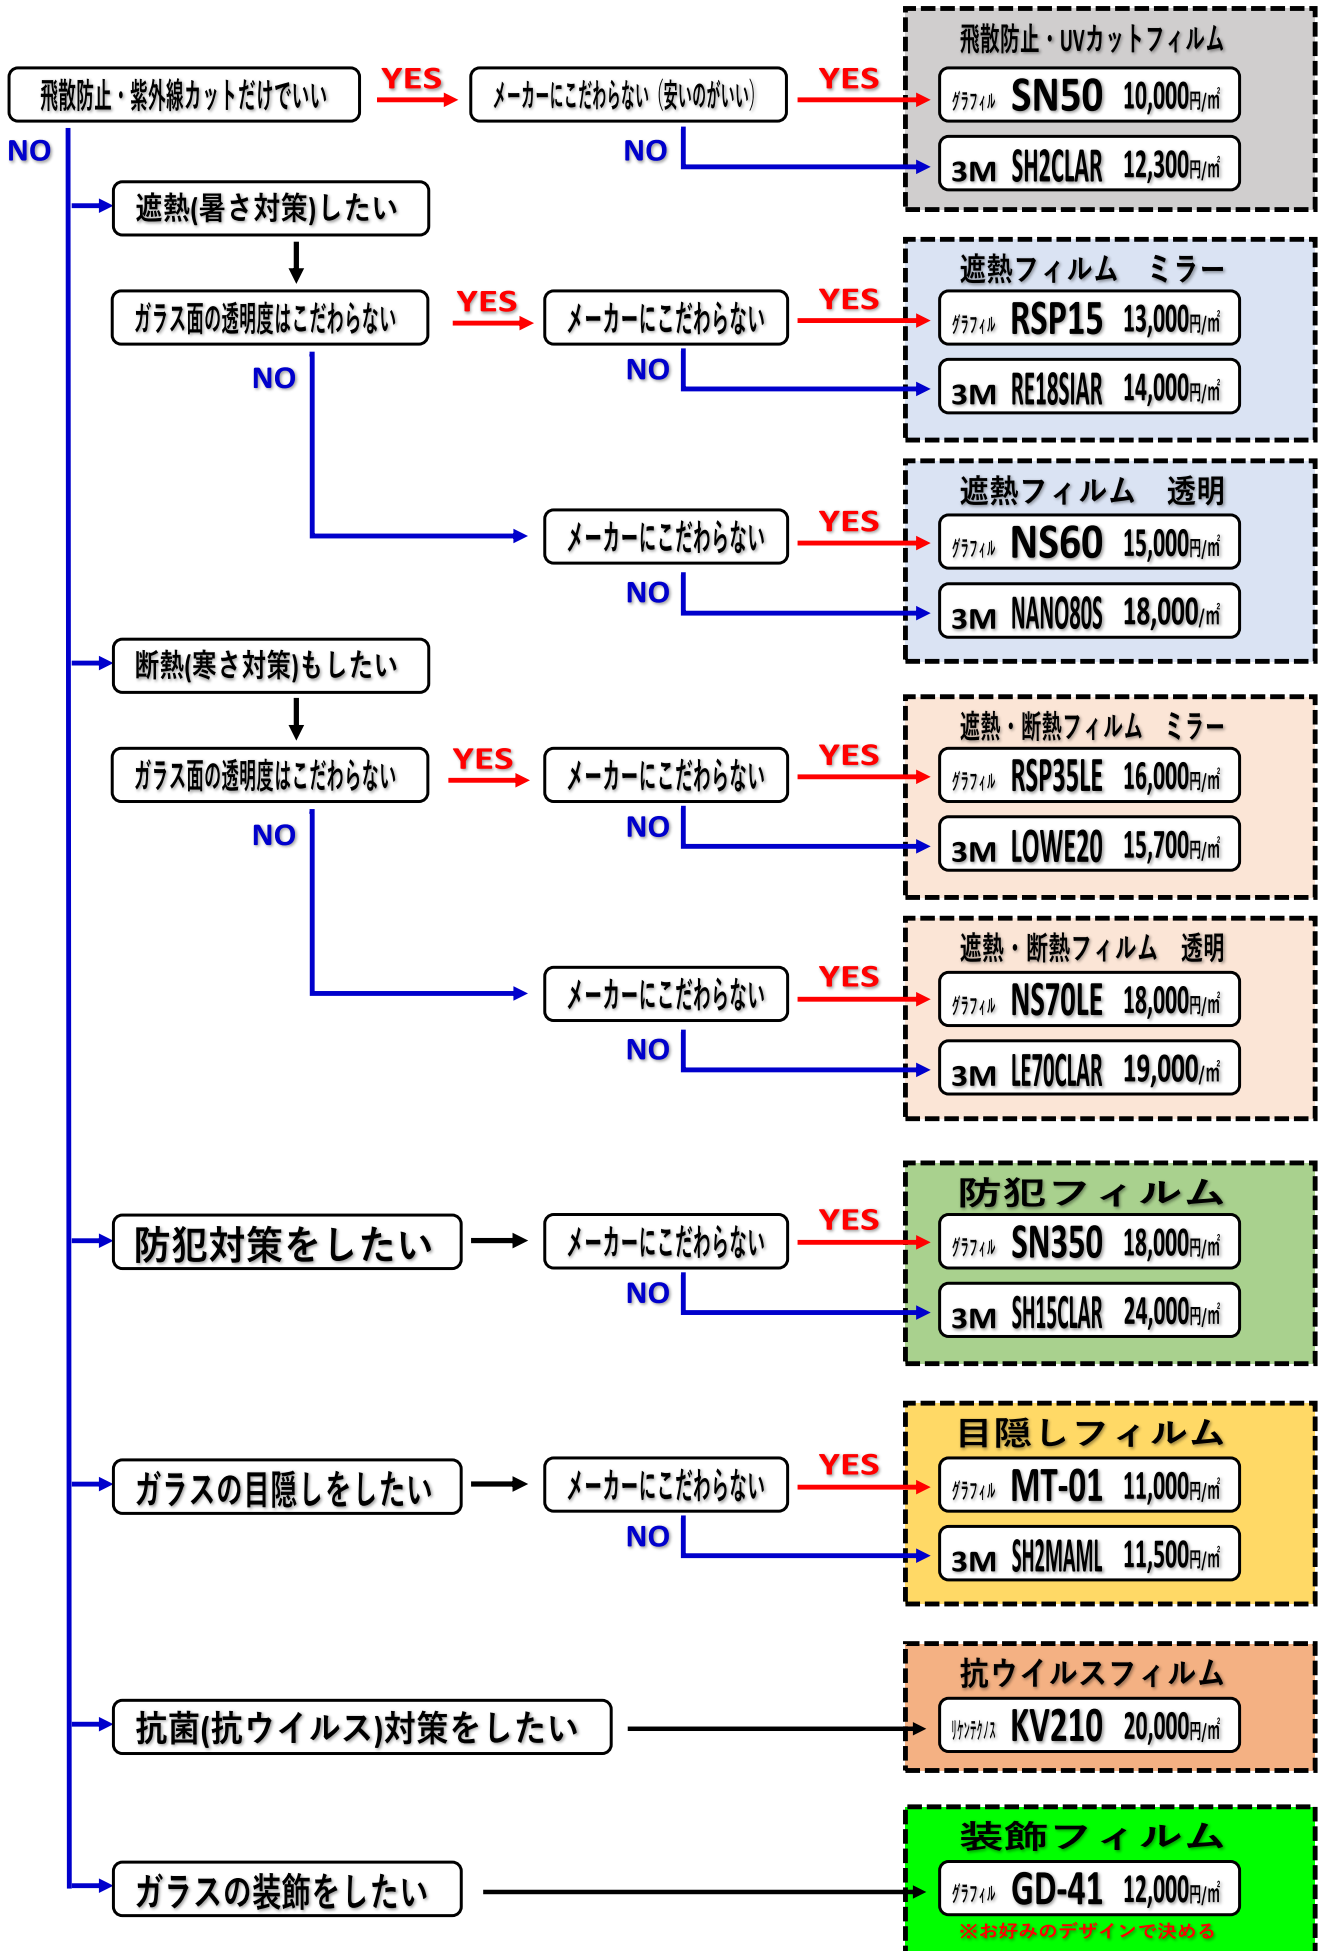 飛散防止・UVカットフィルム
飛散防止・紫外線カットだけでいい
YES
メーカーにこだわらない（安いのがいい）
YES
グラフィル SN50 10,000円/㎡
NO
NO
3M SH2CLAR 12,300円/㎡
遮熱(暑さ対策)したい
遮熱フィルム　ミラー
ガラス面の透明度はこだわらない
YES
メーカーにこだわらない
YES
グラフィル RSP15 13,000円/㎡
NO
NO
3M RE18SIAR 14,000円/㎡
遮熱フィルム　透明
メーカーにこだわらない
YES
グラフィル NS60 15,000円/㎡
NO
3M NANO80S 18,000/㎡
断熱(寒さ対策)もしたい
遮熱・断熱フィルム　ミラー
ガラス面の透明度はこだわらない
YES
メーカーにこだわらない
YES
グラフィル RSP35LE 16,000円/㎡
NO
NO
3M LOWE20 15,700円/㎡
遮熱・断熱フィルム　透明
メーカーにこだわらない
YES
グラフィル NS70LE 18,000円/㎡
NO
3M LE70CLAR 19,000/㎡
防犯フィルム
防犯対策をしたい
メーカーにこだわらない
YES
グラフィル SN350 18,000円/㎡
NO
3M SH15CLAR 24,000円/㎡
目隠しフィルム
ガラスの目隠しをしたい
メーカーにこだわらない
YES
グラフィル MT-01 11,000円/㎡
NO
3M SH2MAML 11,500円/㎡
抗ウイルスフィルム
抗菌(抗ウイルス)対策をしたい
リケンテクノス KV210 20,000円/㎡
装飾フィルム
ガラスの装飾をしたい
グラフィル GD-41 12,000円/㎡
※お好みのデザインで決める